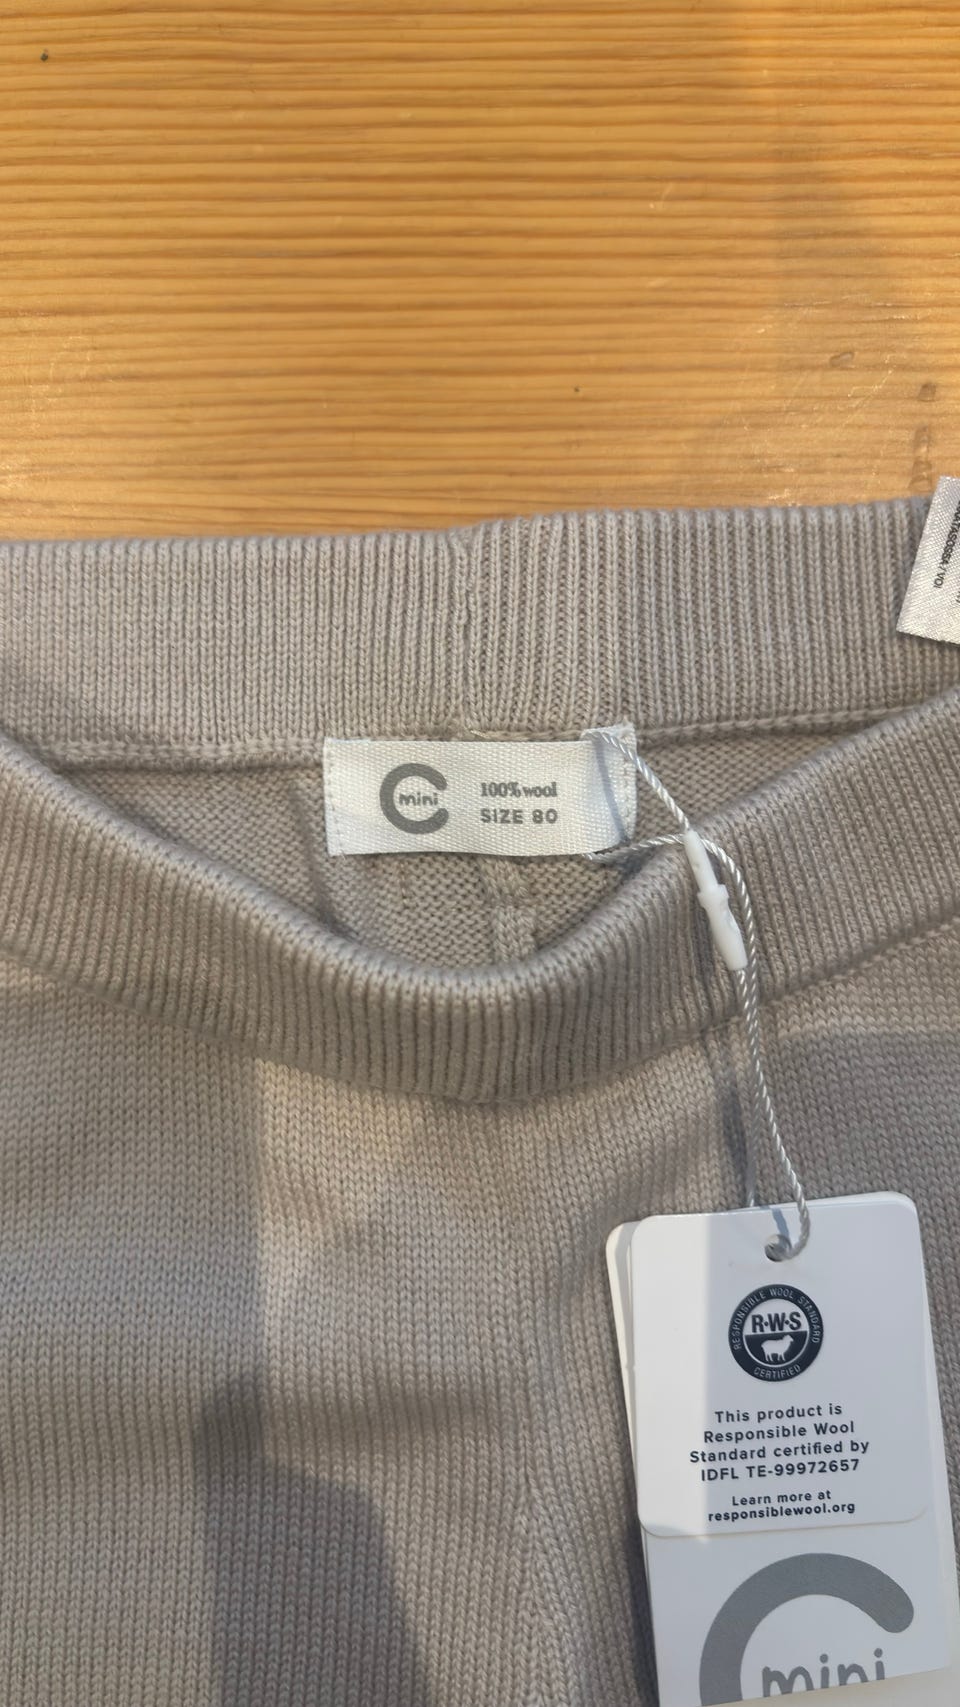 mini
100% wool
SIZE 80
RESPONSIBLE WOOL STANDARD
R·W·S
CERTIFIED
This product is
Responsible Wool
Standard certified by
IDFL TE-99972657
Learn more at
responsiblewool.org
mini